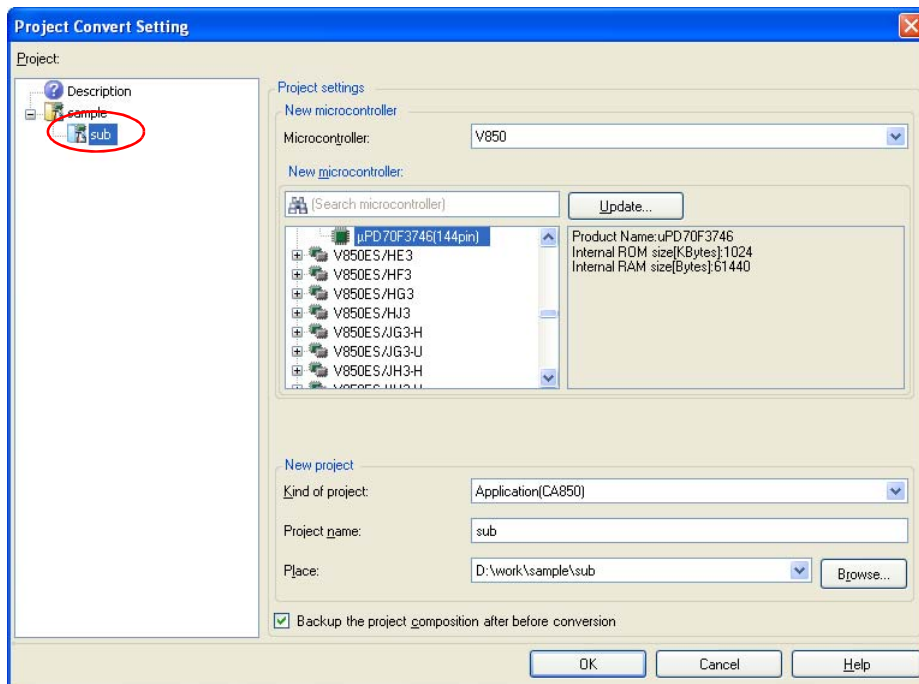 Project Convert Setting
Project:
Description
sample
sub
Project settings
New microcontroller
Microcontroller:
V850
New microcontroller:
(Search microcontroller)
Update...
µPD70F3746(144pin)
V850ES/HE3
V850ES/HF3
V850ES/HG3
V850ES/HJ3
V850ES/JG3-H
V850ES/JG3-U
V850ES/JH3-H
Product Name:uPD70F3746
Internal ROM size[KBytes]:1024
Internal RAM size[Bytes]:61440
New project
Kind of project:
Application(CA850)
Project name:
sub
Place:
D:\work\sample\sub
Browse...
Backup the project composition after before conversion
OK
Cancel
Help